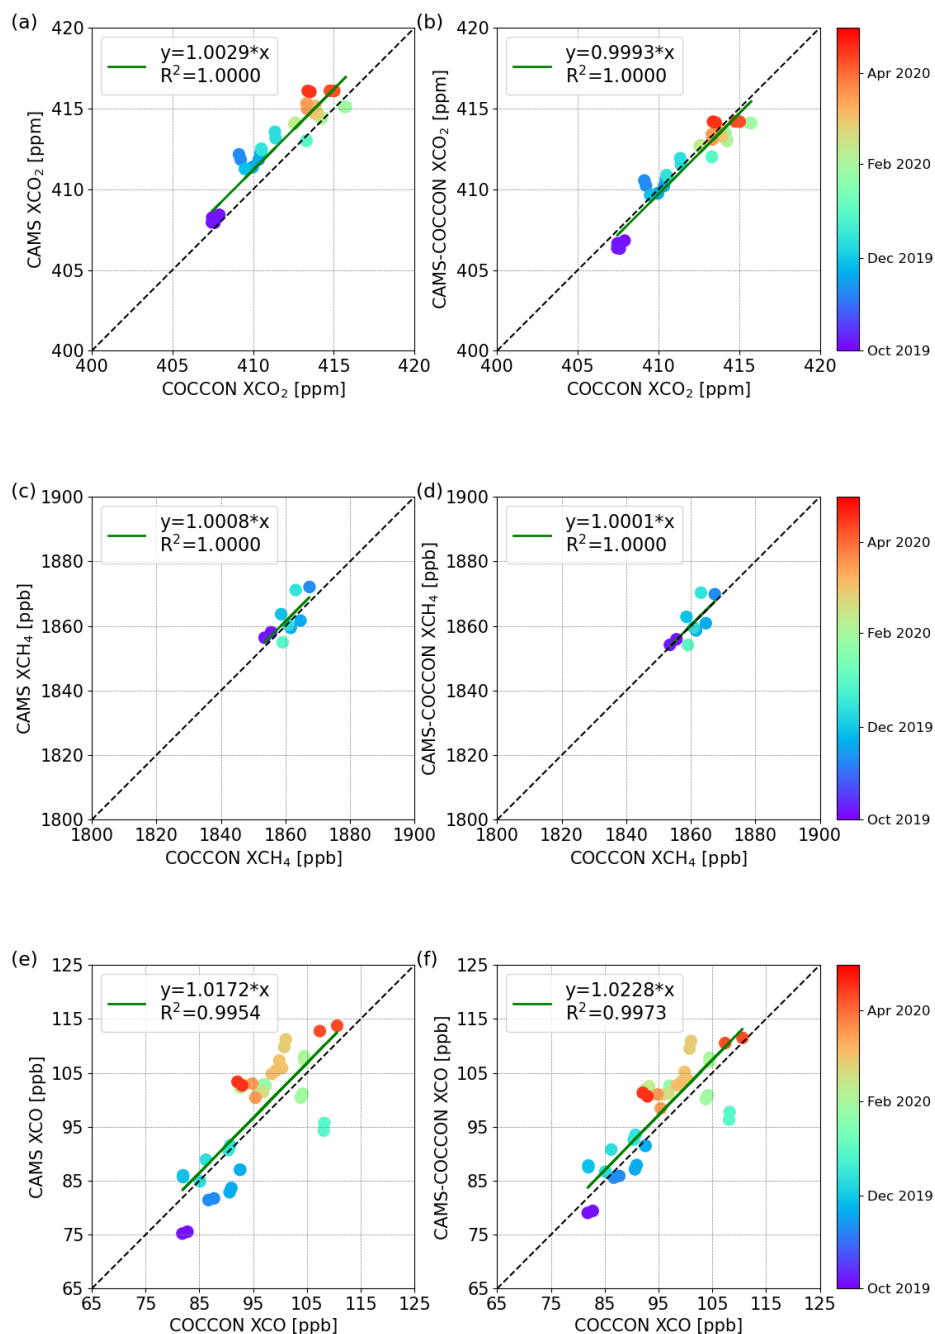 (a)
y=1.0029*x
R²=1.0000
CAMS XCO₂ [ppm]
420
415
410
405
400
400 405 410 415 420
COCCON XCO₂ [ppm]
(b)
y=0.9993*x
R²=1.0000
CAMS-COCCON XCO₂ [ppm]
420
415
410
405
400
400 405 410 415 420
COCCON XCO₂ [ppm]
Apr 2020
Feb 2020
Dec 2019
Oct 2019
(c)
y=1.0008*x
R²=1.0000
CAMS XCH₄ [ppb]
1900
1880
1860
1840
1820
1800
1800 1820 1840 1860 1880 1900
COCCON XCH₄ [ppb]
(d)
y=1.0001*x
R²=1.0000
CAMS-COCCON XCH₄ [ppb]
1900
1880
1860
1840
1820
1800
1800 1820 1840 1860 1880 1900
COCCON XCH₄ [ppb]
Apr 2020
Feb 2020
Dec 2019
Oct 2019
(e)
y=1.0172*x
R²=0.9954
CAMS XCO [ppb]
125
115
105
95
85
75
65
65 75 85 95 105 115 125
COCCON XCO [ppb]
(f)
y=1.0228*x
R²=0.9973
CAMS-COCCON XCO [ppb]
125
115
105
95
85
75
65
65 75 85 95 105 115 125
COCCON XCO [ppb]
Apr 2020
Feb 2020
Dec 2019
Oct 2019